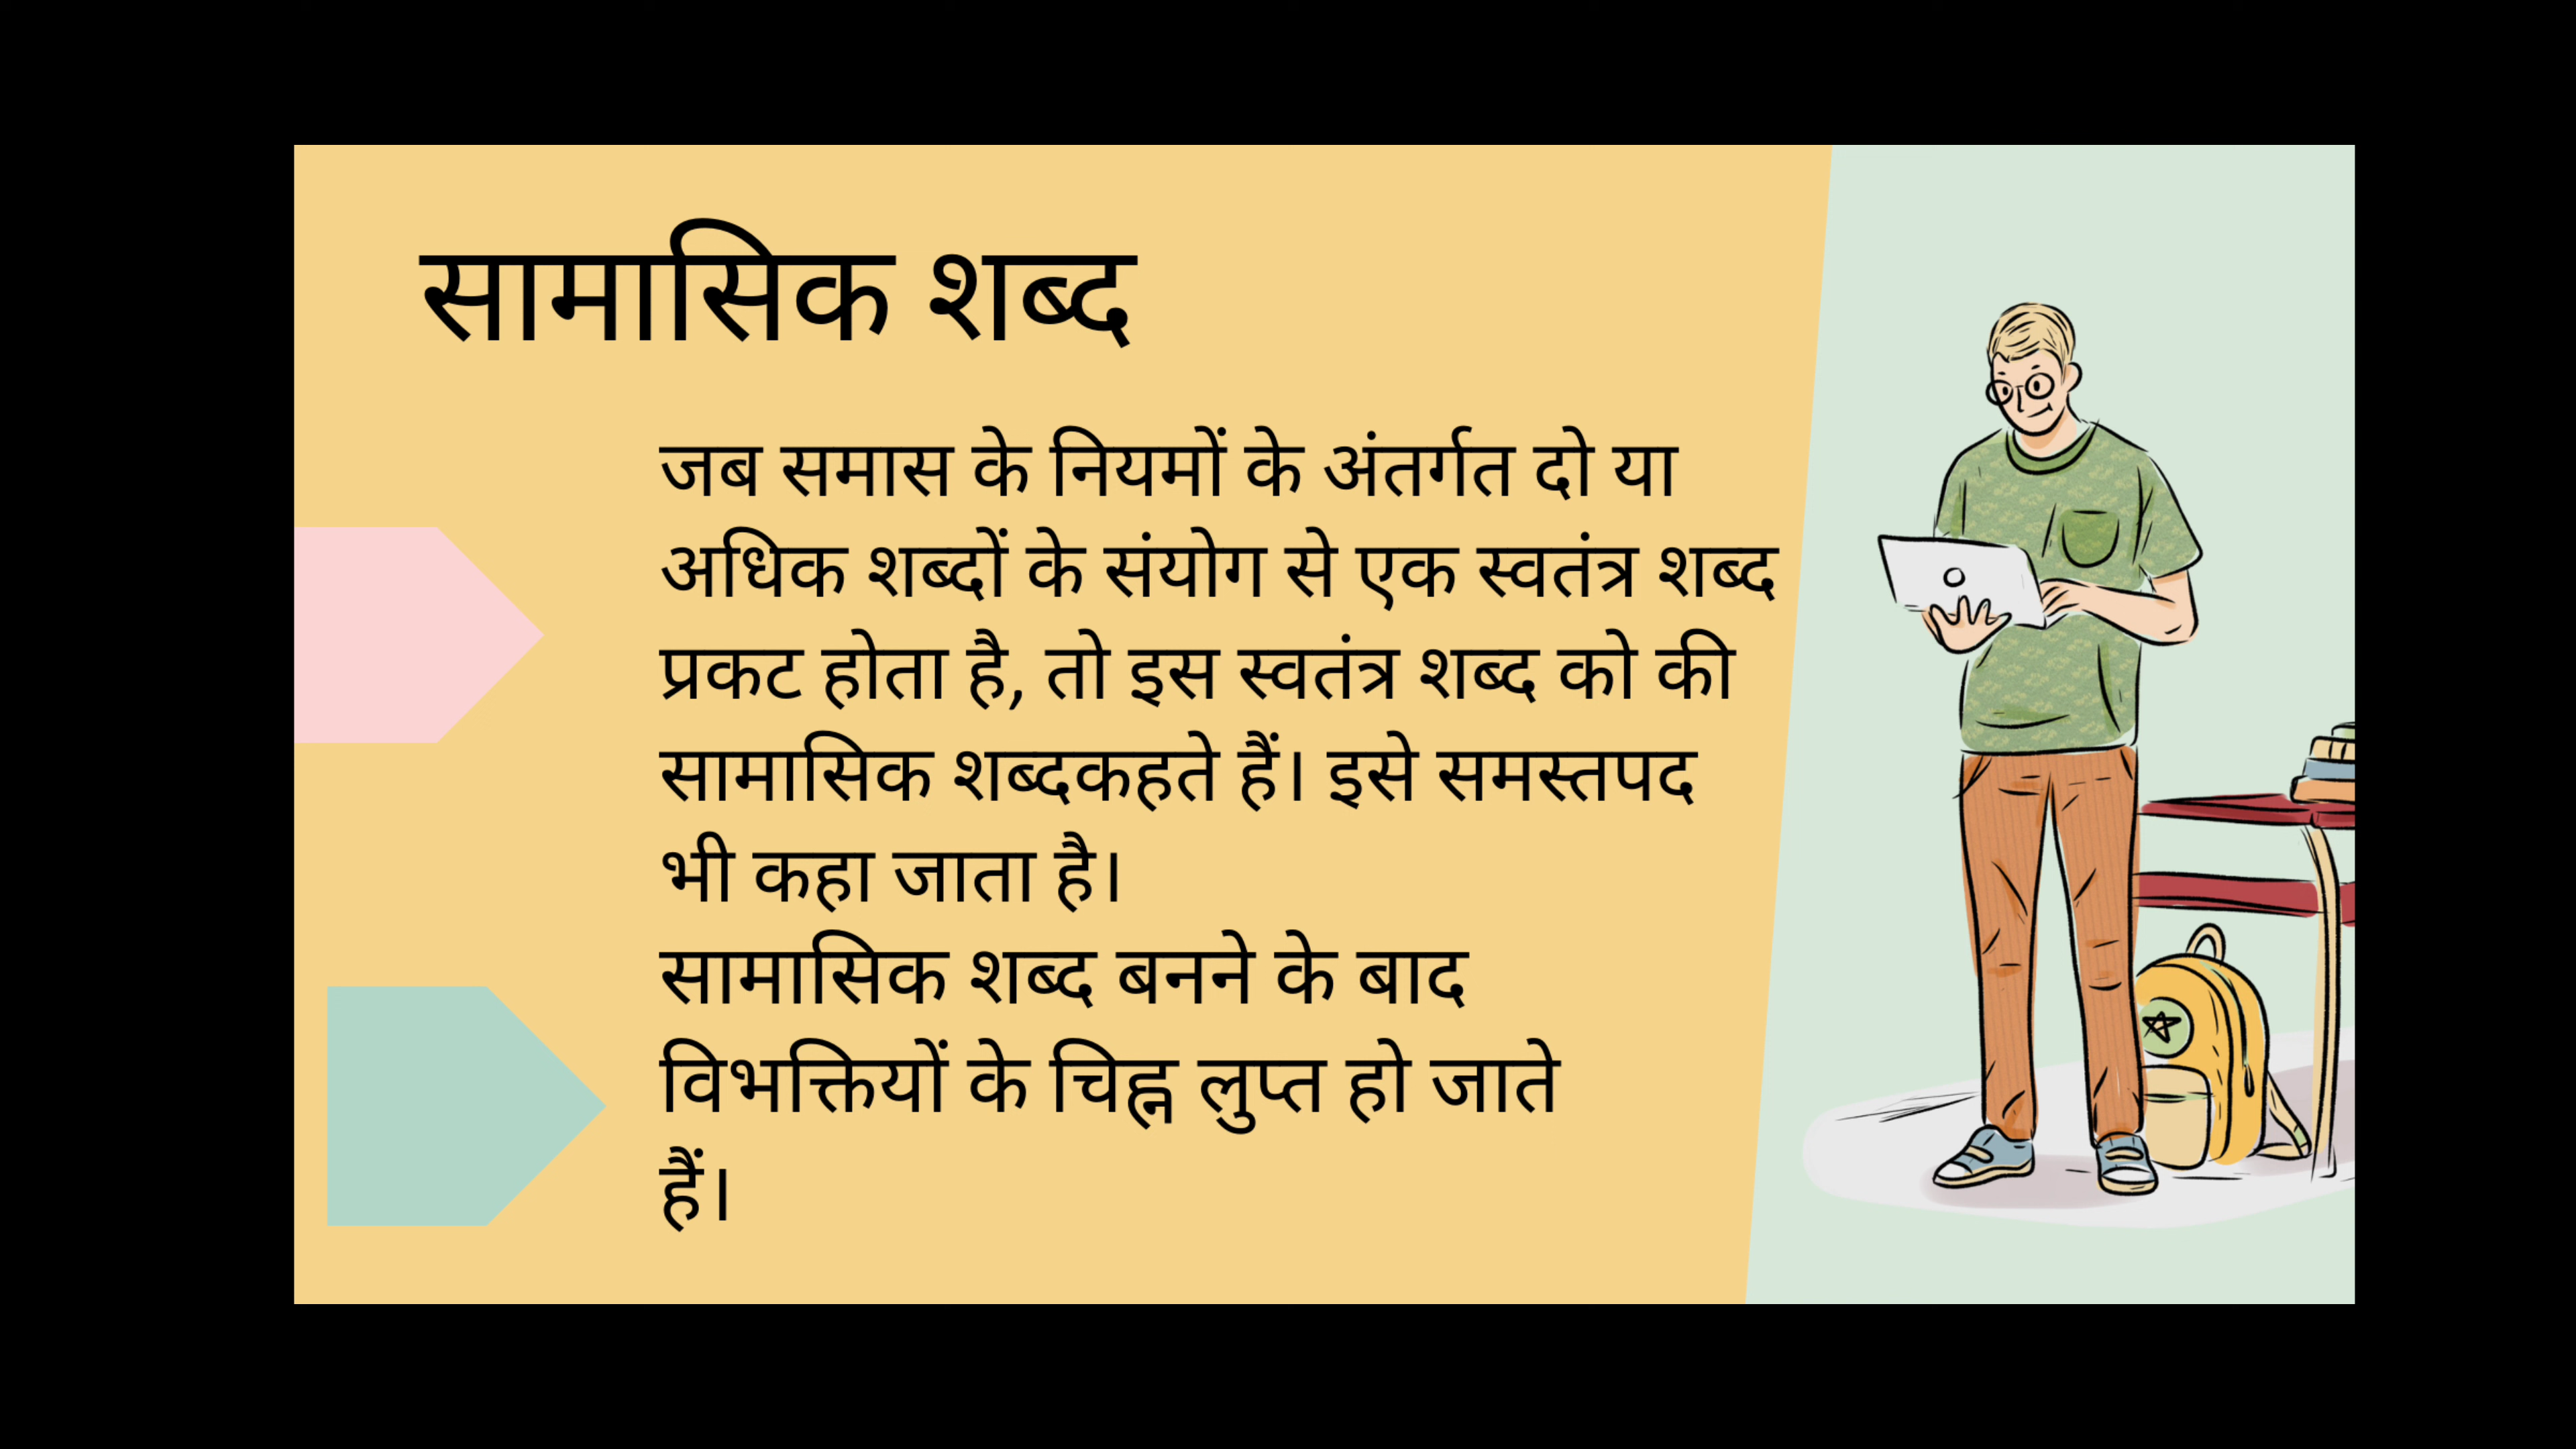 सामासिक शब्द
जब समास के नियमों के अंतर्गत दो या
अधिक शब्दों के संयोग से एक स्वतंत्र शब्द
प्रकट होता है, तो इस स्वतंत्र शब्द को की
सामासिक शब्दकहते हैं। इसे समस्तपद
भी कहा जाता है।
सामासिक शब्द बनने के बाद
विभक्तियों के चिह्न लुप्त हो जाते
हैं।